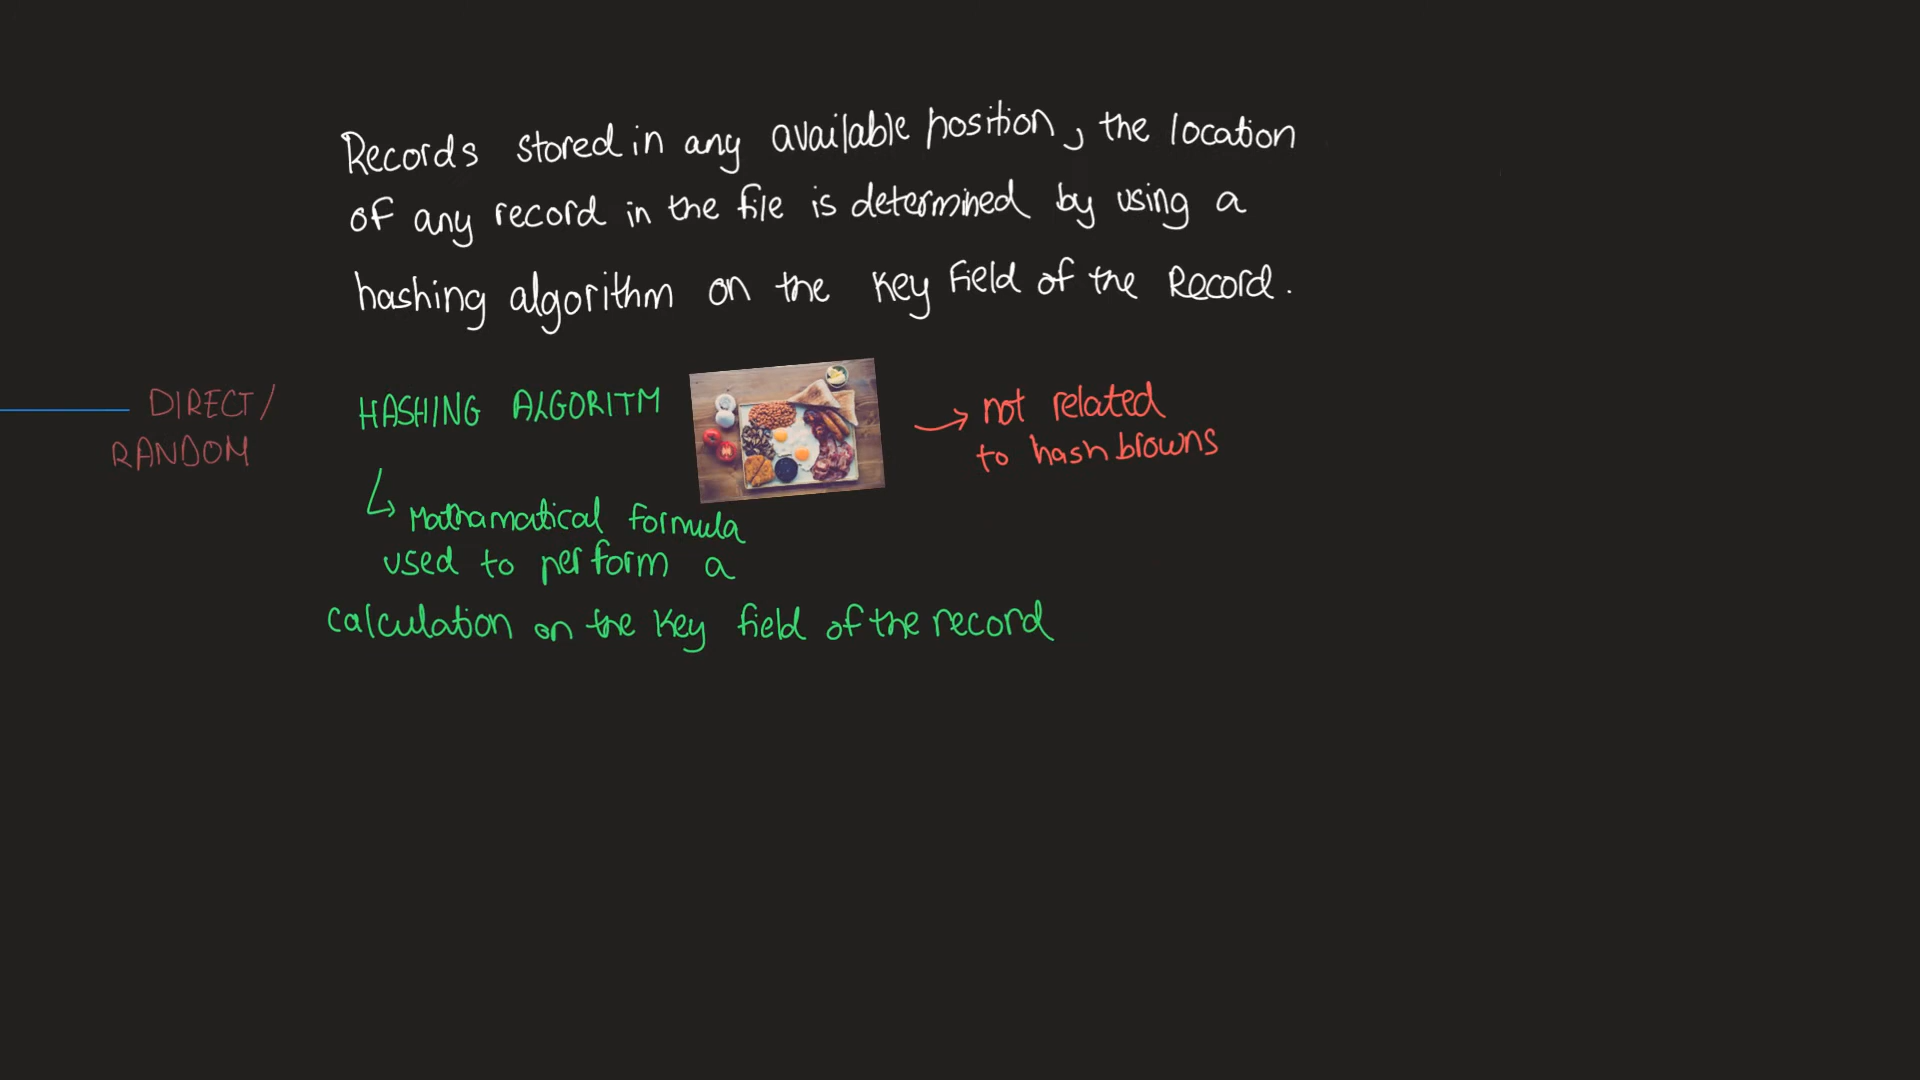 Records stored in any available position, the location
of any record in the file is determined by using a
hashing algorithm on the key field of the Record.
DIRECT/
RANDOM
HASHING ALGORITM
→ not related
to hash browns
↳ Mathamatical formula
used to perform a
calculation on the key field of the record